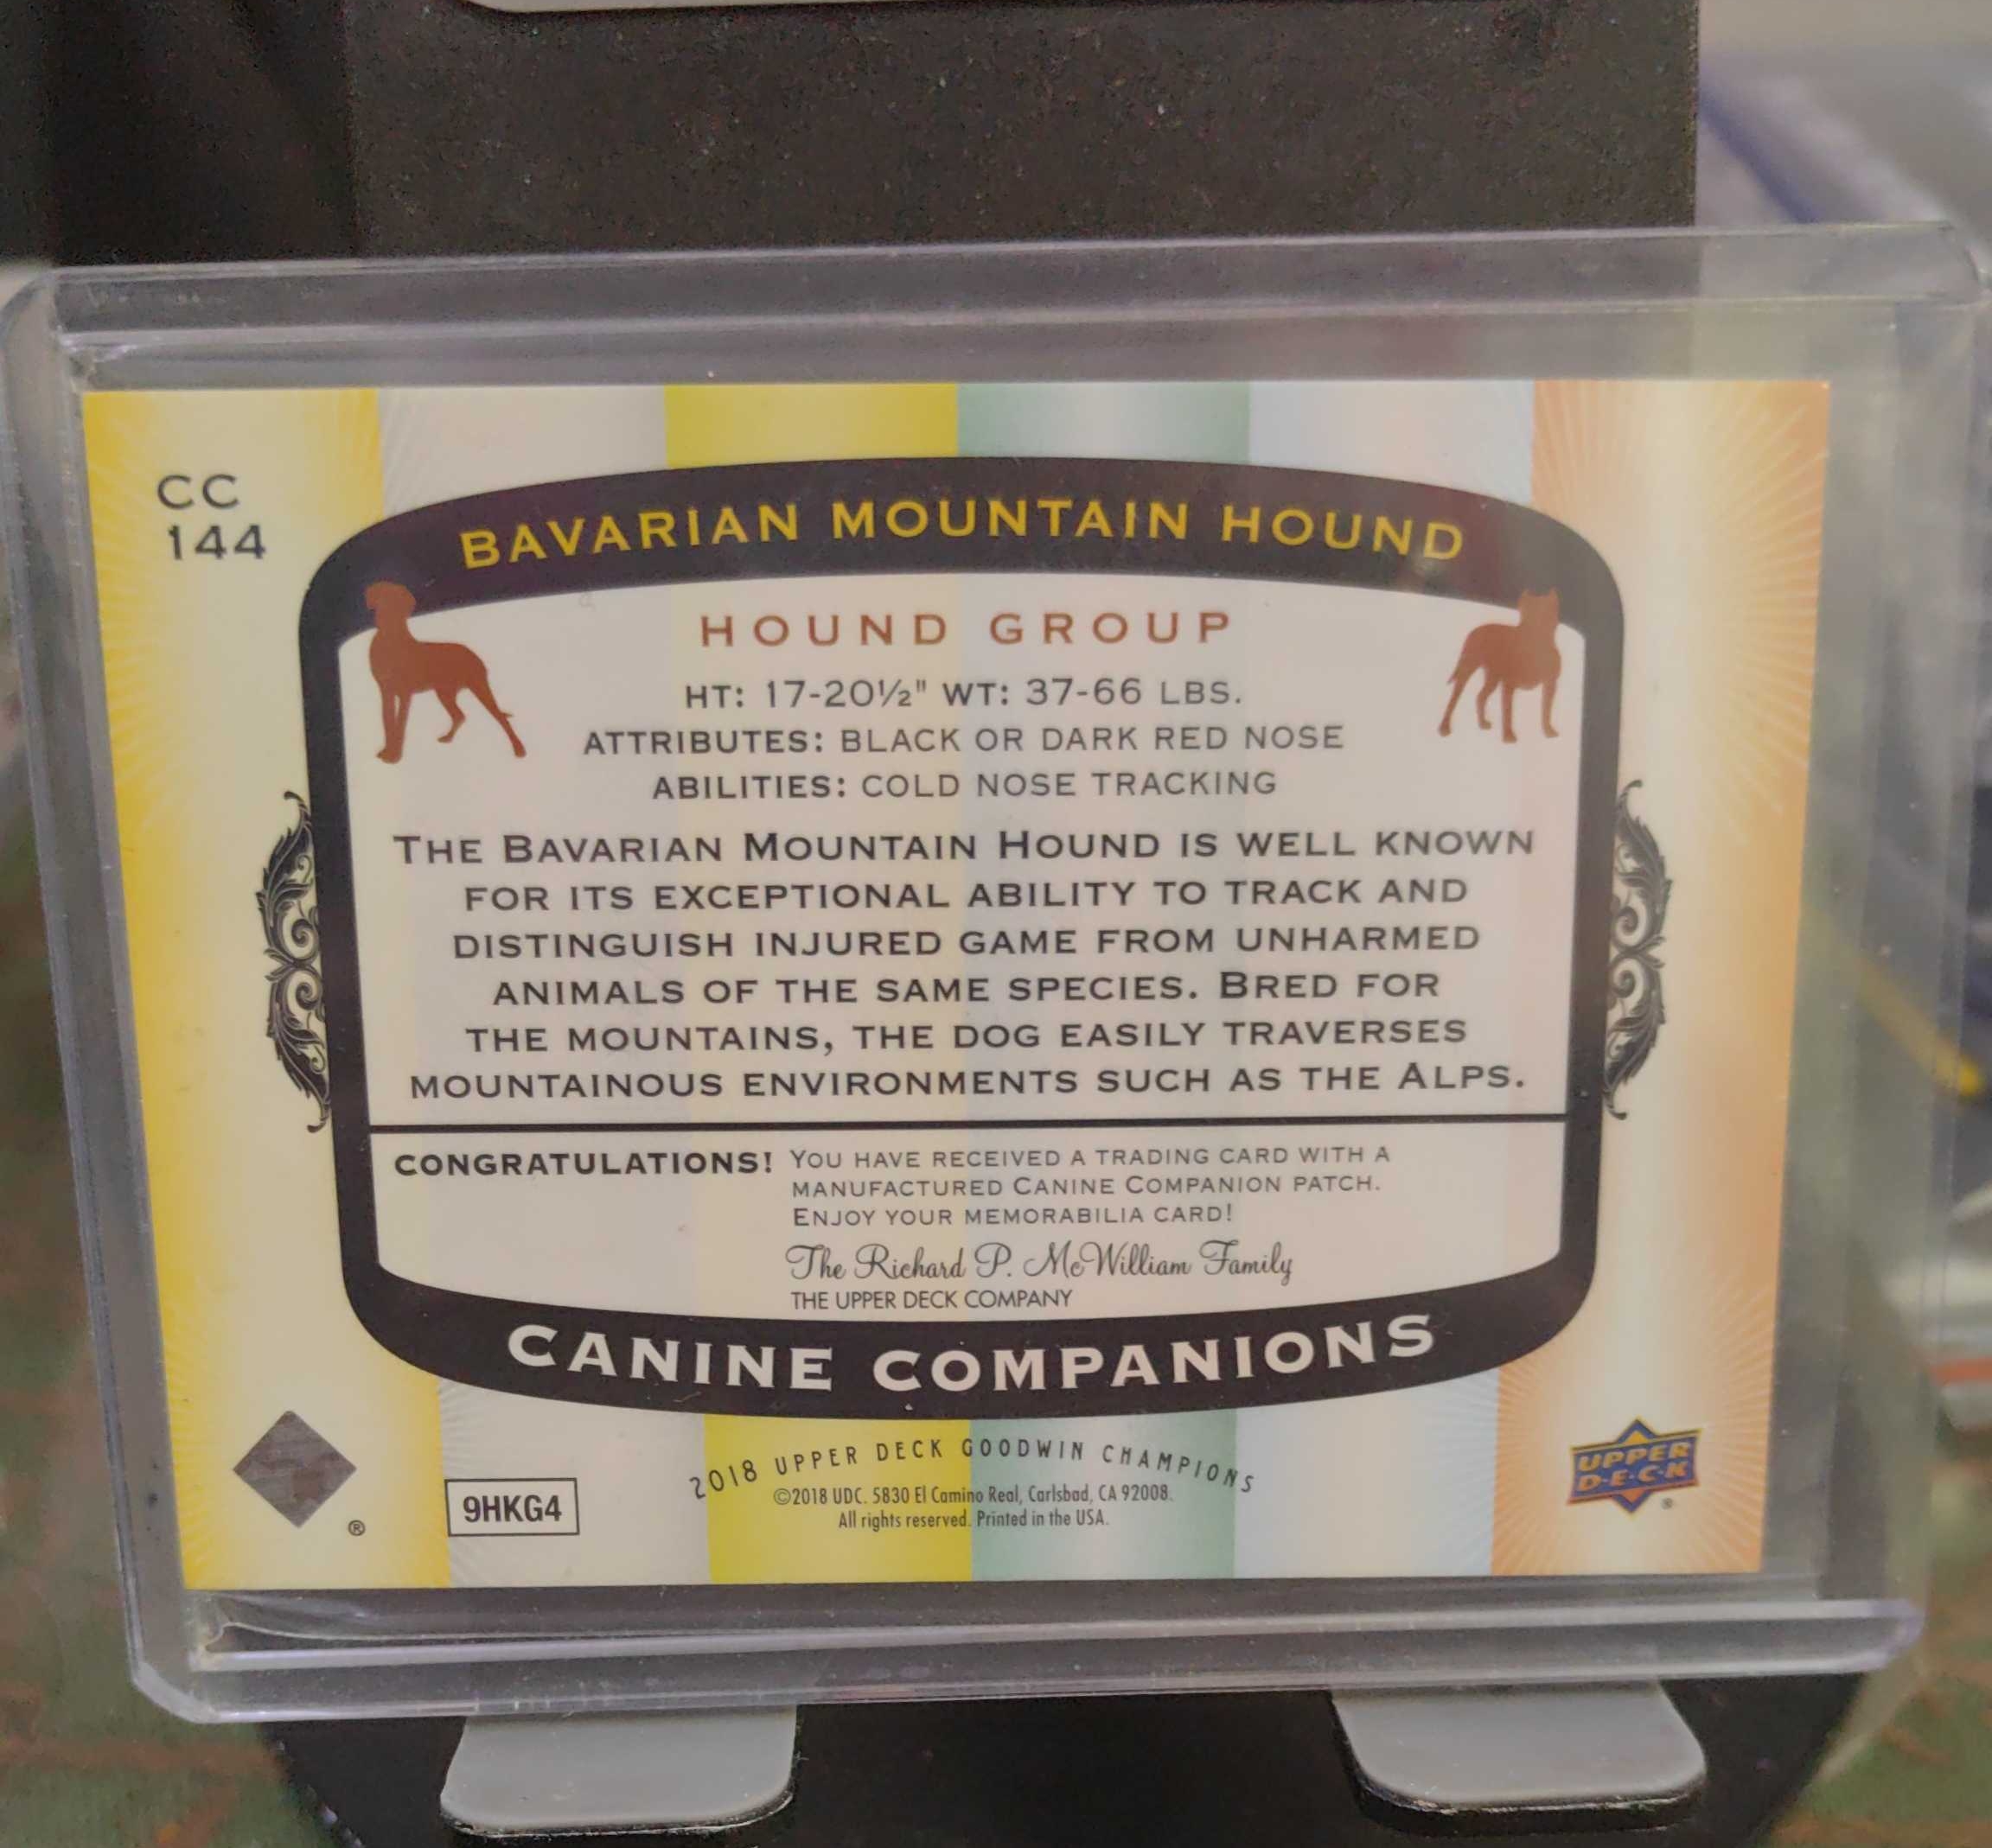 CC
144
BAVARIAN MOUNTAIN HOUND
HOUND GROUP
HT: 17-20½" WT: 37-66 LBS.
ATTRIBUTES: BLACK OR DARK RED NOSE
ABILITIES: COLD NOSE TRACKING
THE BAVARIAN MOUNTAIN HOUND IS WELL KNOWN
FOR ITS EXCEPTIONAL ABILITY TO TRACK AND
DISTINGUISH INJURED GAME FROM UNHARMED
ANIMALS OF THE SAME SPECIES. BRED FOR
THE MOUNTAINS, THE DOG EASILY TRAVERSES
MOUNTAINOUS ENVIRONMENTS SUCH AS THE ALPS.
CONGRATULATIONS! YOU HAVE RECEIVED A TRADING CARD WITH A
MANUFACTURED CANINE COMPANION PATCH.
ENJOY YOUR MEMORABILIA CARD!
The Richard P. McWilliam Family
THE UPPER DECK COMPANY
CANINE COMPANIONS
2018 UPPER DECK GOODWIN CHAMPIONS
©2018 UDC. 5830 El Camino Real, Carlsbad, CA 92008.
All rights reserved. Printed in the USA.
®
9HKG4
UPPER
D·E·C·K
®